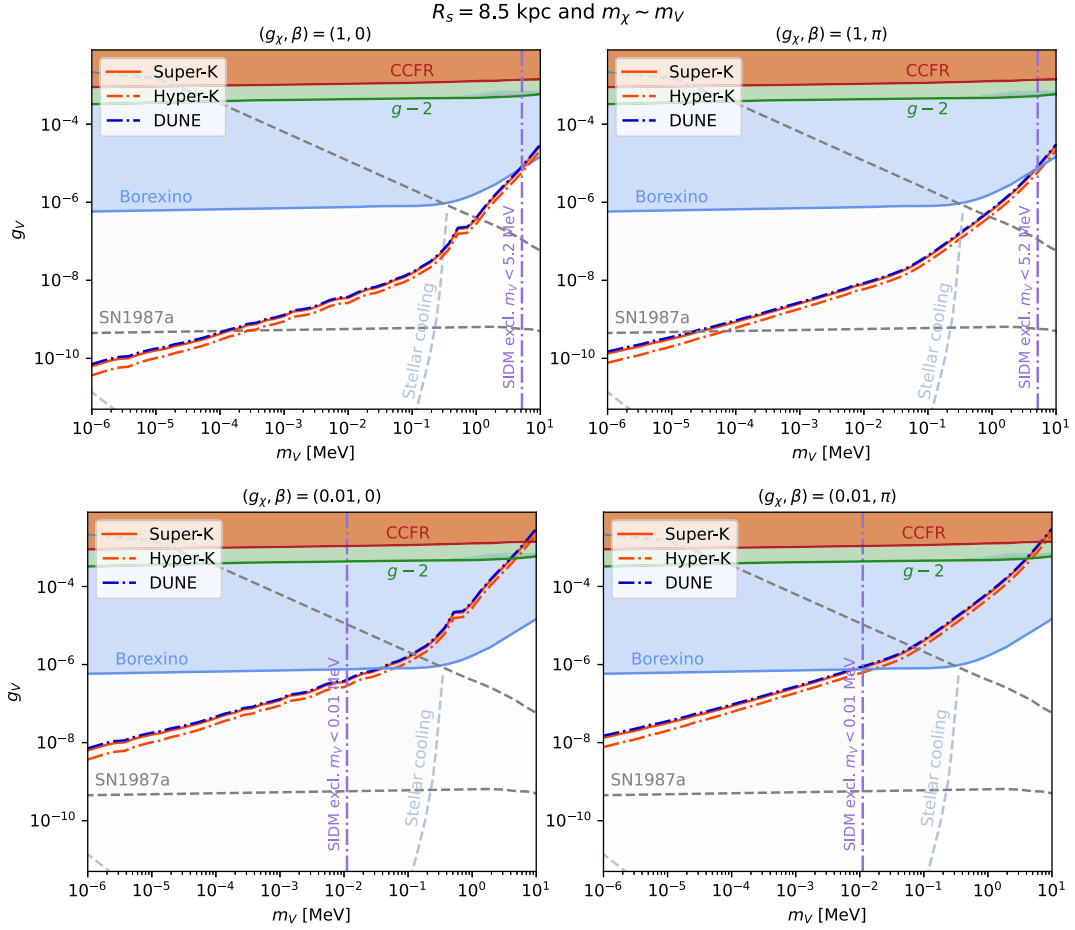 R_s = 8.5 kpc and m_χ ~ m_V
(g_χ, β) = (1, 0)
Super-K
Hyper-K
DUNE
CCFR
g − 2
Borexino
SN1987a
Stellar cooling
SIDM excl. m_V < 5.2 MeV
g_V
10^−4
10^−6
10^−8
10^−10
10^−6 10^−5 10^−4 10^−3 10^−2 10^−1 10^0 10^1
m_V [MeV]
(g_χ, β) = (1, π)
Super-K
Hyper-K
DUNE
CCFR
g − 2
Borexino
SN1987a
Stellar cooling
SIDM excl. m_V < 5.2 MeV
10^−4
10^−6
10^−8
10^−10
10^−6 10^−5 10^−4 10^−3 10^−2 10^−1 10^0 10^1
m_V [MeV]
(g_χ, β) = (0.01, 0)
Super-K
Hyper-K
DUNE
CCFR
g − 2
Borexino
SN1987a
Stellar cooling
SIDM excl. m_V < 0.01 MeV
g_V
10^−4
10^−6
10^−8
10^−10
10^−6 10^−5 10^−4 10^−3 10^−2 10^−1 10^0 10^1
m_V [MeV]
(g_χ, β) = (0.01, π)
Super-K
Hyper-K
DUNE
CCFR
g − 2
Borexino
SN1987a
Stellar cooling
SIDM excl. m_V < 0.01 MeV
10^−4
10^−6
10^−8
10^−10
10^−6 10^−5 10^−4 10^−3 10^−2 10^−1 10^0 10^1
m_V [MeV]